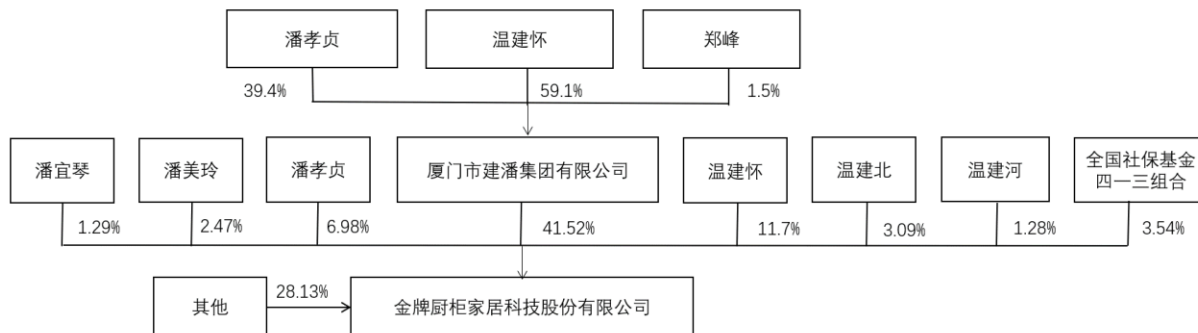 潘孝贞
温建怀
郑峰
39.4%
59.1%
1.5%
潘宜琴
潘美玲
潘孝贞
厦门市建潘集团有限公司
温建怀
温建北
温建河
全国社保基金
四一三组合
1.29%
2.47%
6.98%
41.52%
11.7%
3.09%
1.28%
3.54%
其他
28.13%
金牌厨柜家居科技股份有限公司